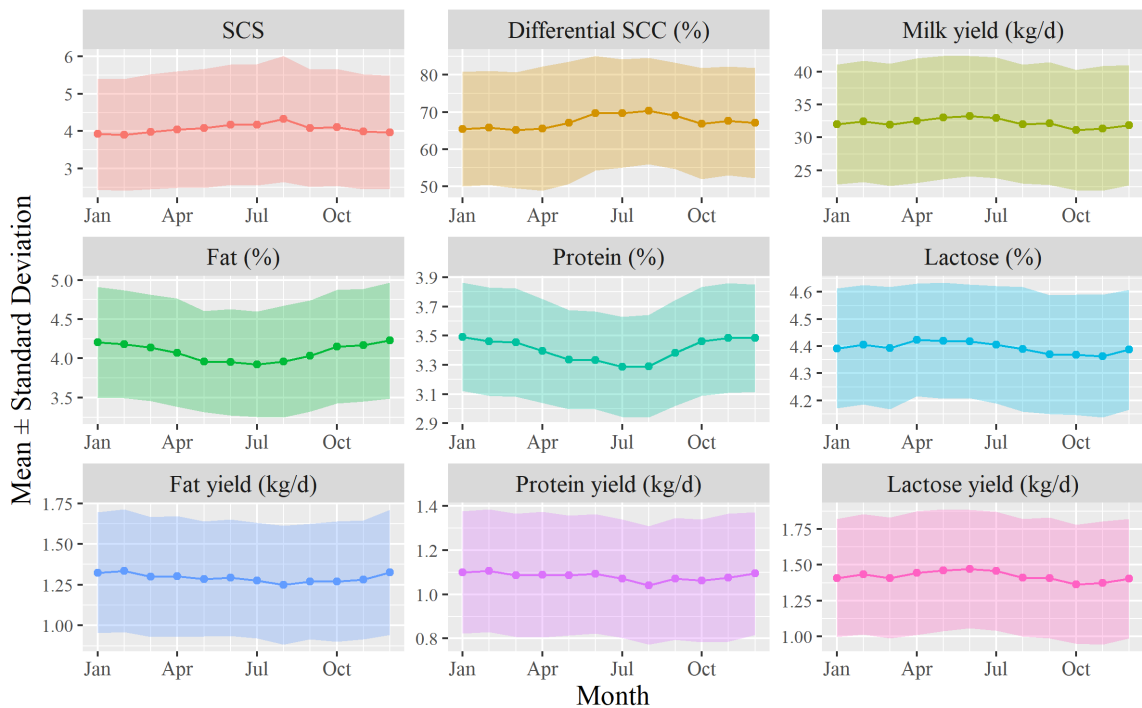 Mean ± Standard Deviation
SCS
6
5
4
3
Jan Apr Jul Oct
Differential SCC (%)
80
70
60
50
Jan Apr Jul Oct
Milk yield (kg/d)
40
35
30
25
Jan Apr Jul Oct
Fat (%)
5.0
4.5
4.0
3.5
Jan Apr Jul Oct
Protein (%)
3.9
3.7
3.5
3.3
3.1
2.9
Jan Apr Jul Oct
Lactose (%)
4.6
4.4
4.3
4.2
Jan Apr Jul Oct
Fat yield (kg/d)
1.75
1.50
1.25
1.00
Jan Apr Jul Oct
Protein yield (kg/d)
1.4
1.2
1.0
0.8
Jan Apr Jul Oct
Lactose yield (kg/d)
1.75
1.50
1.25
1.00
Jan Apr Jul Oct
Month